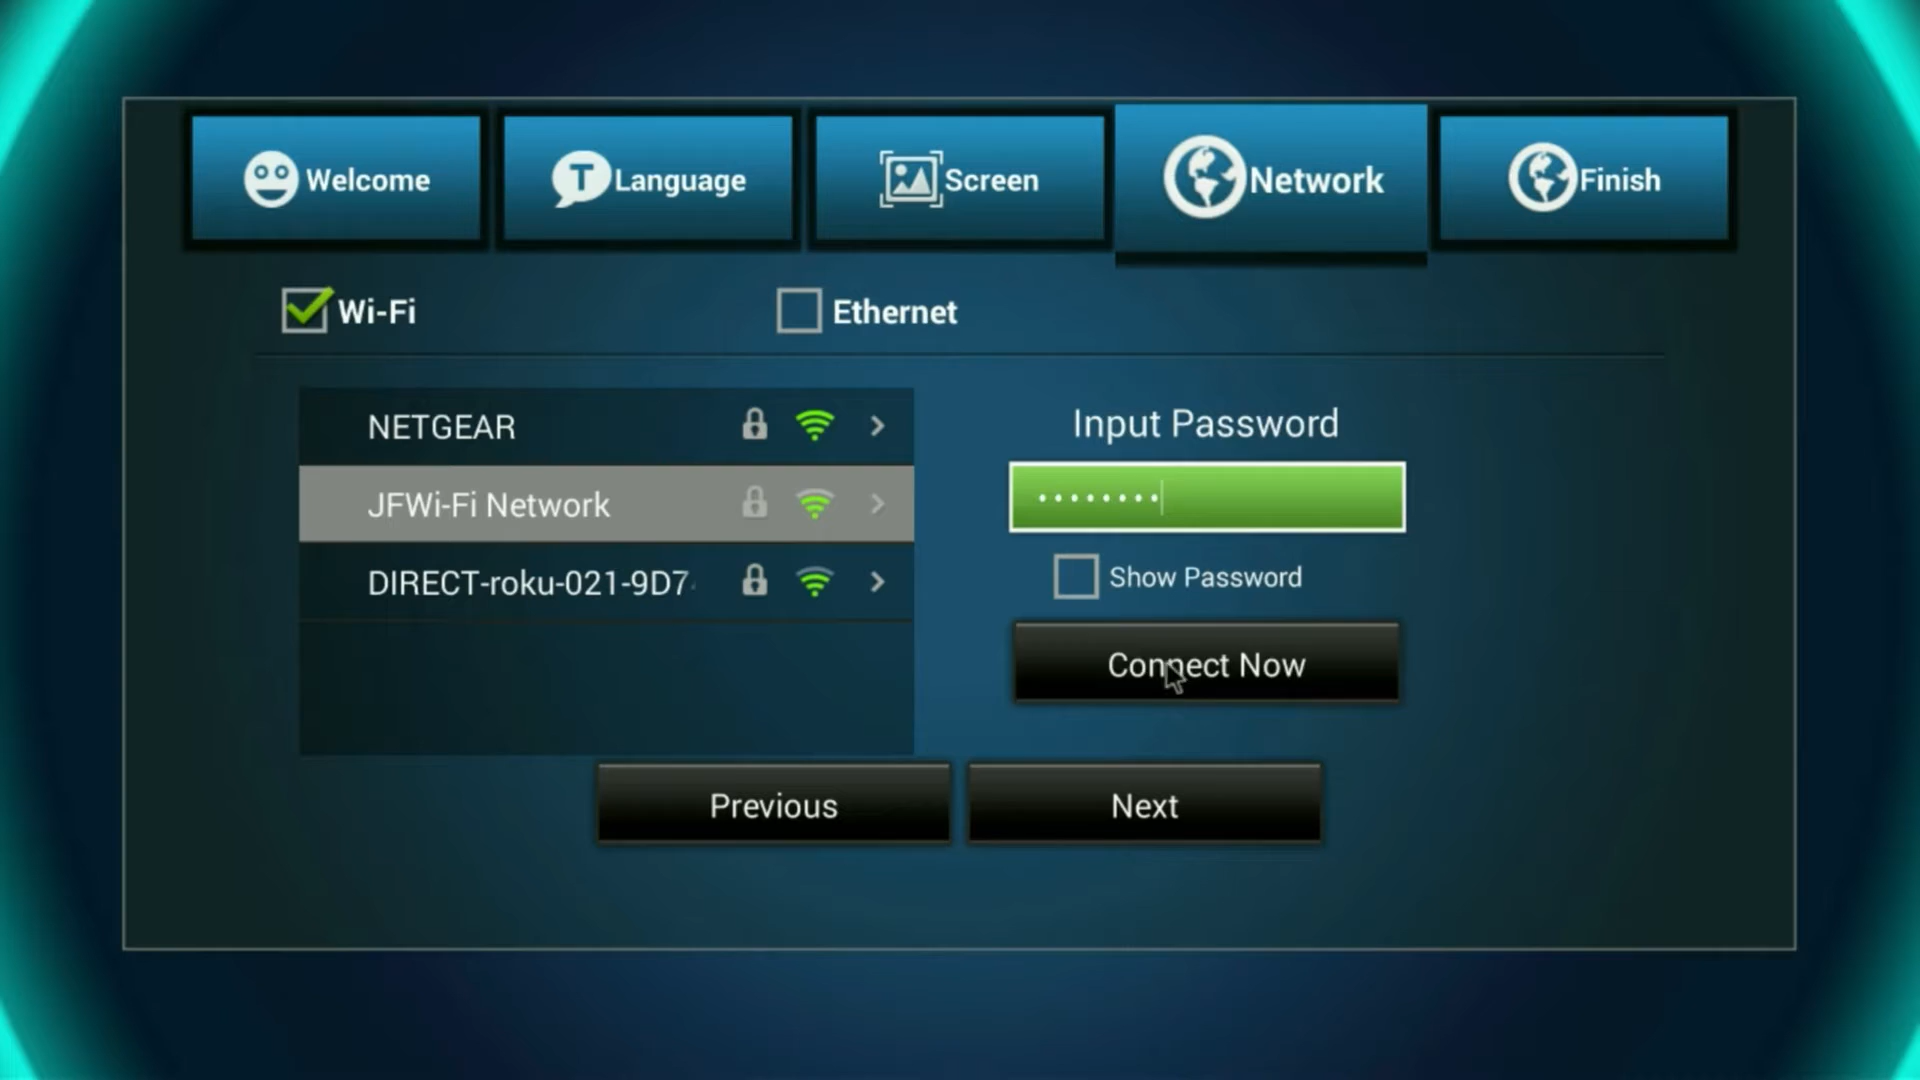 Welcome
Language
Screen
Network
Finish
Wi-Fi
Ethernet
NETGEAR
JFWi-Fi Network
DIRECT-roku-021-9D7
Input Password
••••••••
Show Password
Connect Now
Previous
Next